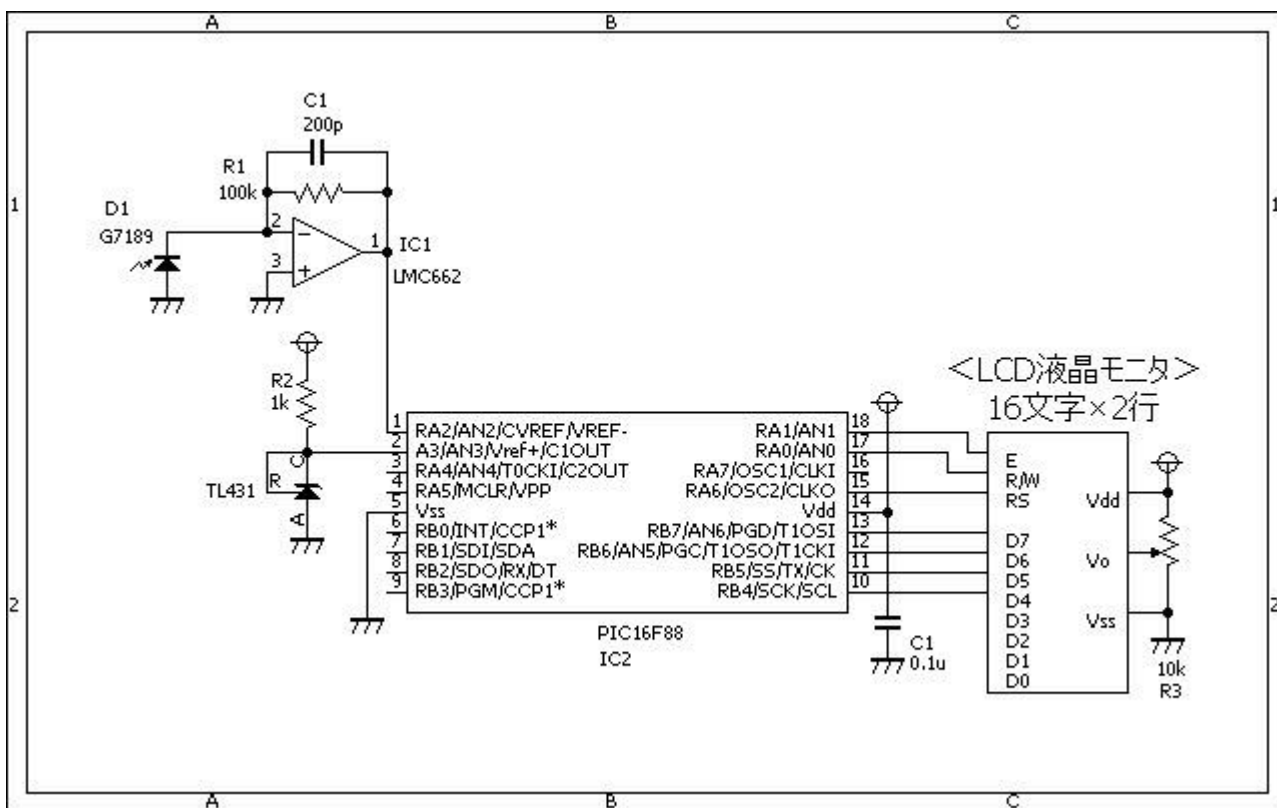 A
B
C
1
1
C1
200p
R1
100k
D1
G7189
2
3
1
IC1
LMC662
R2
1k
R
C
A
TL431
<LCD液晶モニタ>
16文字×2行
1
RA2/AN2/CVREF/VREF-
RA1/AN1
18
2
A3/AN3/Vref+/C1OUT
RA0/AN0
17
3
RA4/AN4/T0CKI/C2OUT
RA7/OSC1/CLKI
16
4
RA5/MCLR/VPP
RA6/OSC2/CLKO
15
5
Vss
Vdd
14
6
RB0/INT/CCP1*
RB7/AN6/PGD/T1OSI
13
7
RB1/SDI/SDA
RB6/AN5/PGC/T1OSO/T1CKI
12
8
RB2/SDO/RX/DT
RB5/SS/TX/CK
11
9
RB3/PGM/CCP1*
RB4/SCK/SCL
10
PIC16F88
IC2
C1
0.1u
E
R/W
RS
D7
D6
D5
D4
D3
D2
D1
D0
Vdd
Vo
Vss
10k
R3
2
2
A
B
C